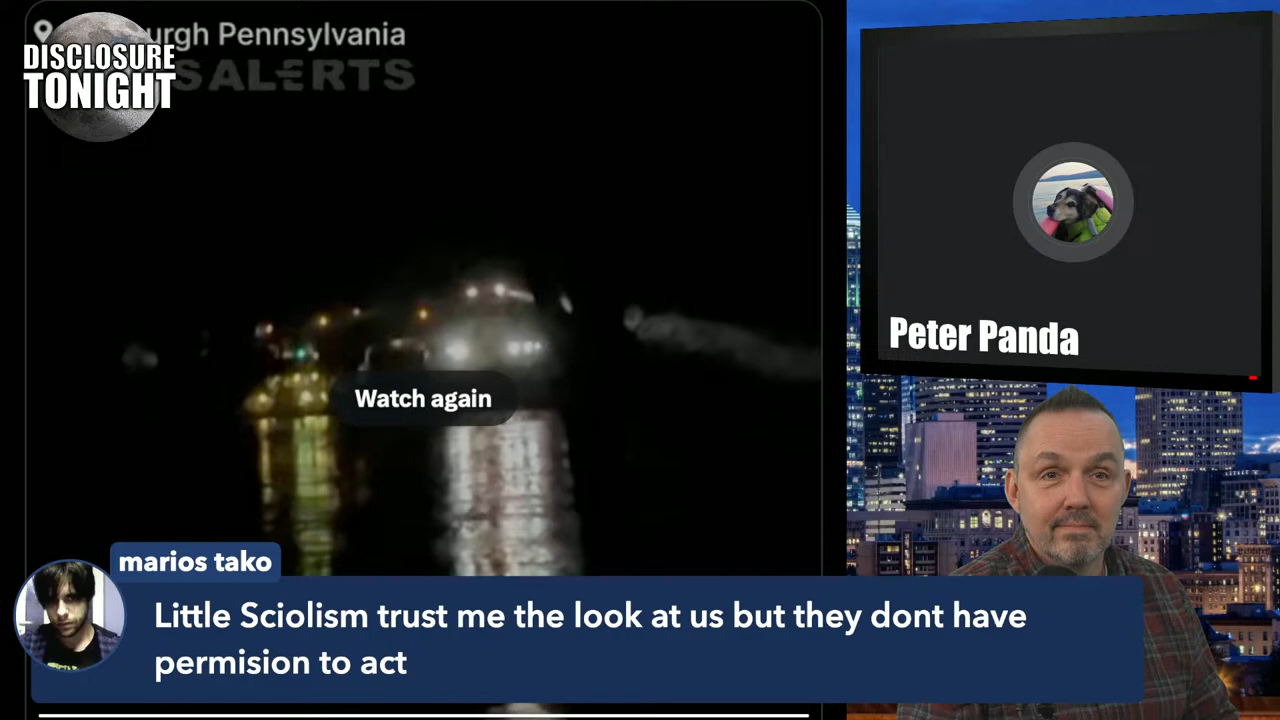 DISCLOSURE
TONIGHT
urgh Pennsylvania
SALERTS
Watch again
Peter Panda
marios tako
Little Sciolism trust me the look at us but they dont have
permision to act